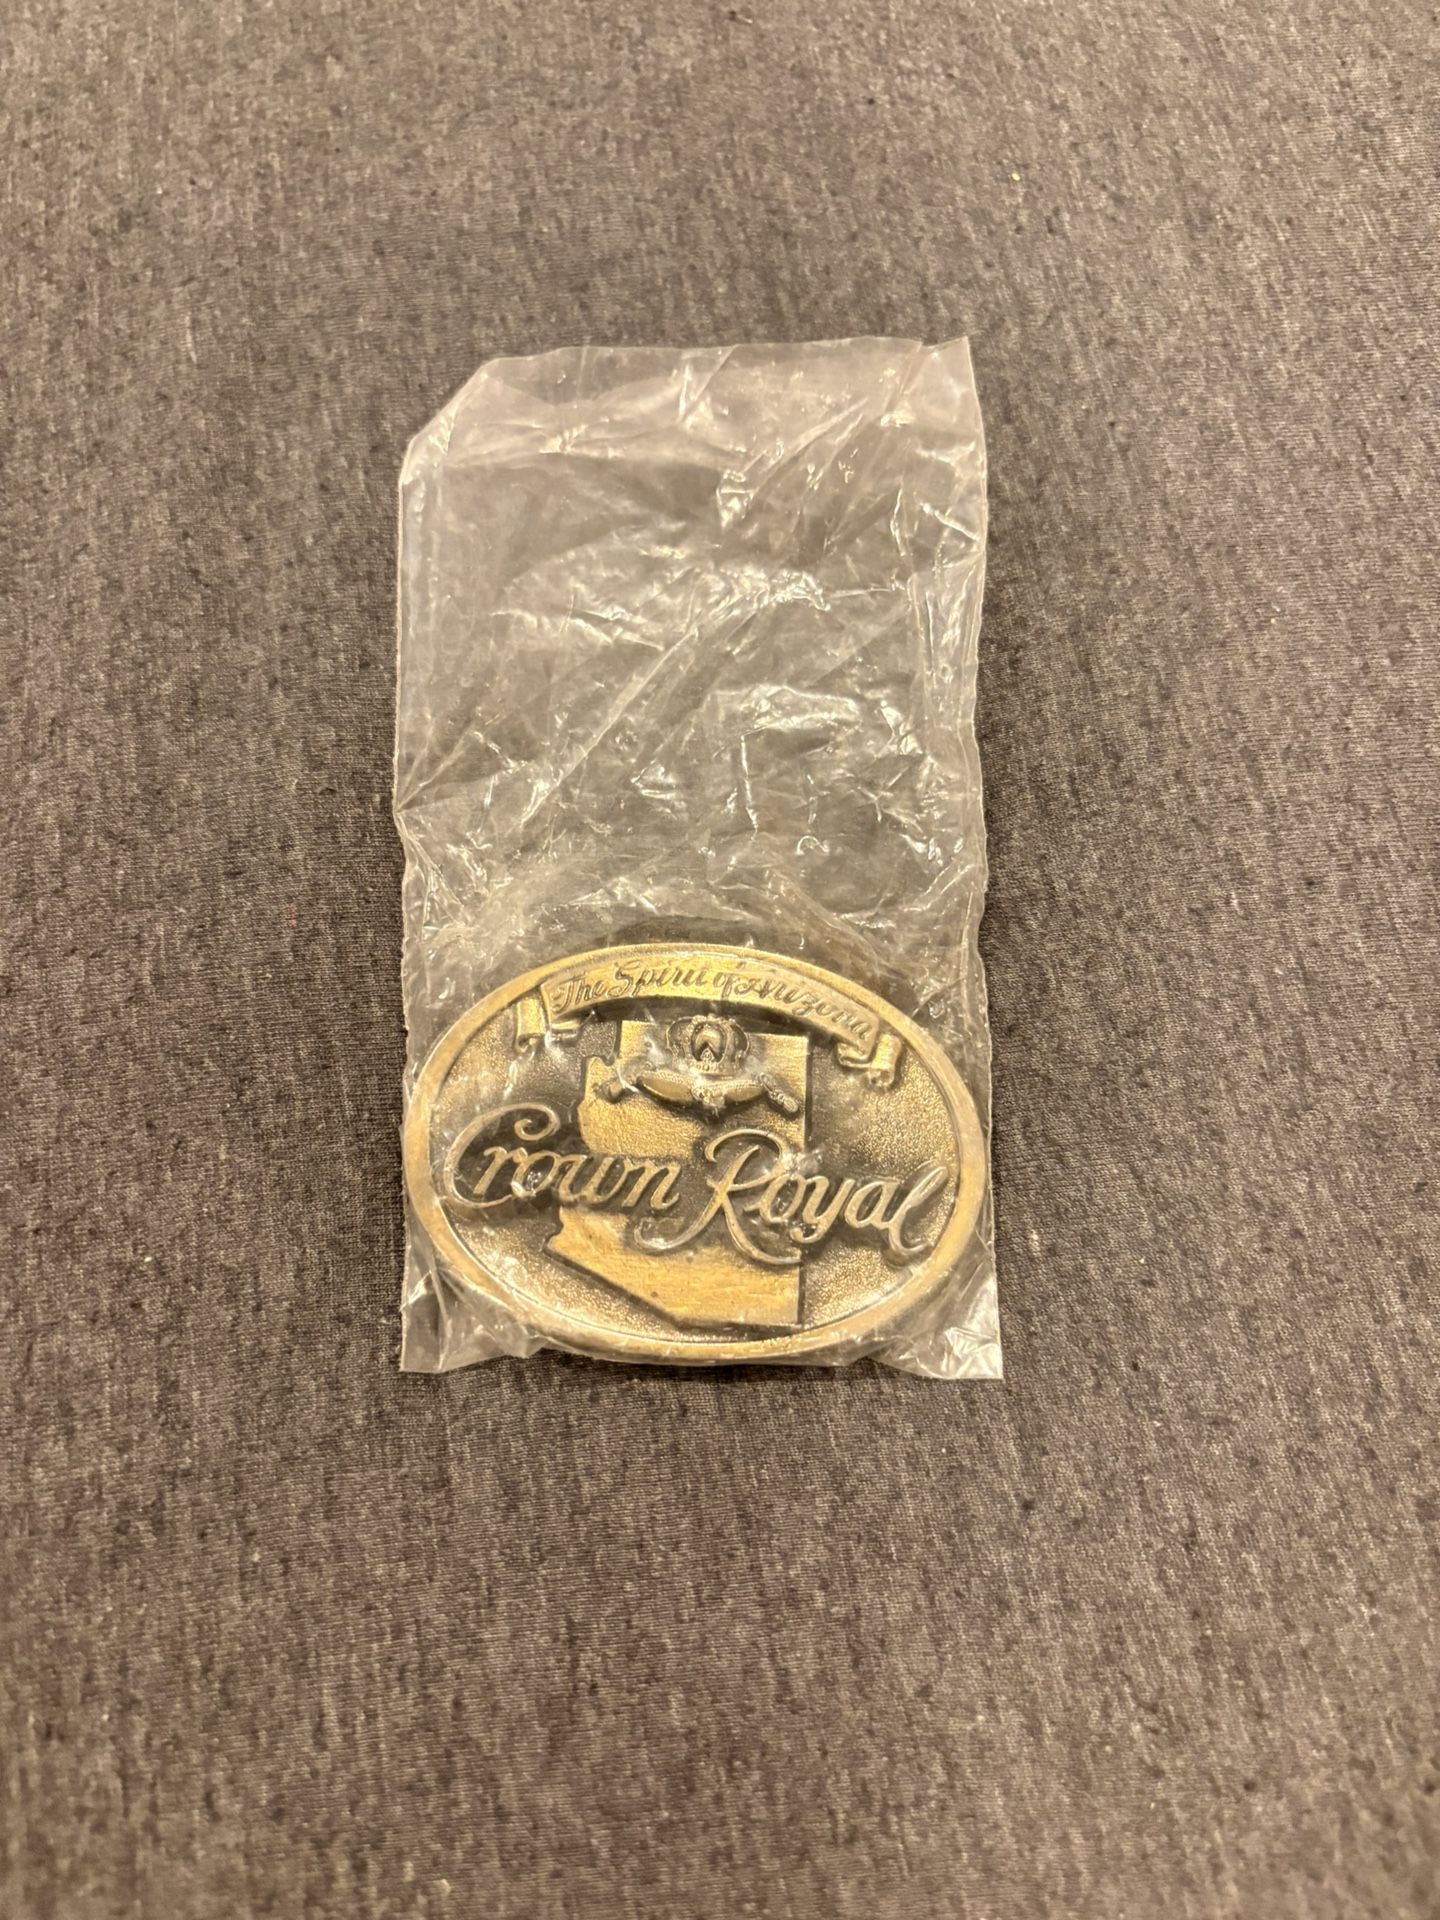 The Spirit of Arizona
Crown Royal